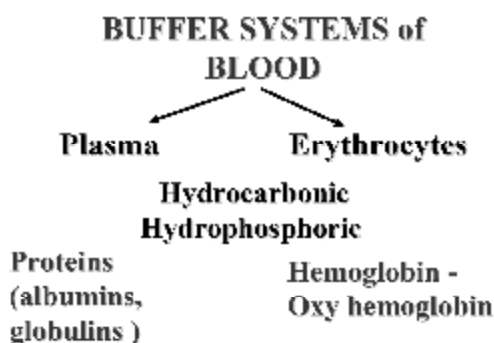 BUFFER SYSTEMS of
BLOOD
Plasma
Erythrocytes
Hydrocarbonic
Hydrophosphoric
Proteins
(albumins,
globulins )
Hemoglobin -
Oxy hemoglobin